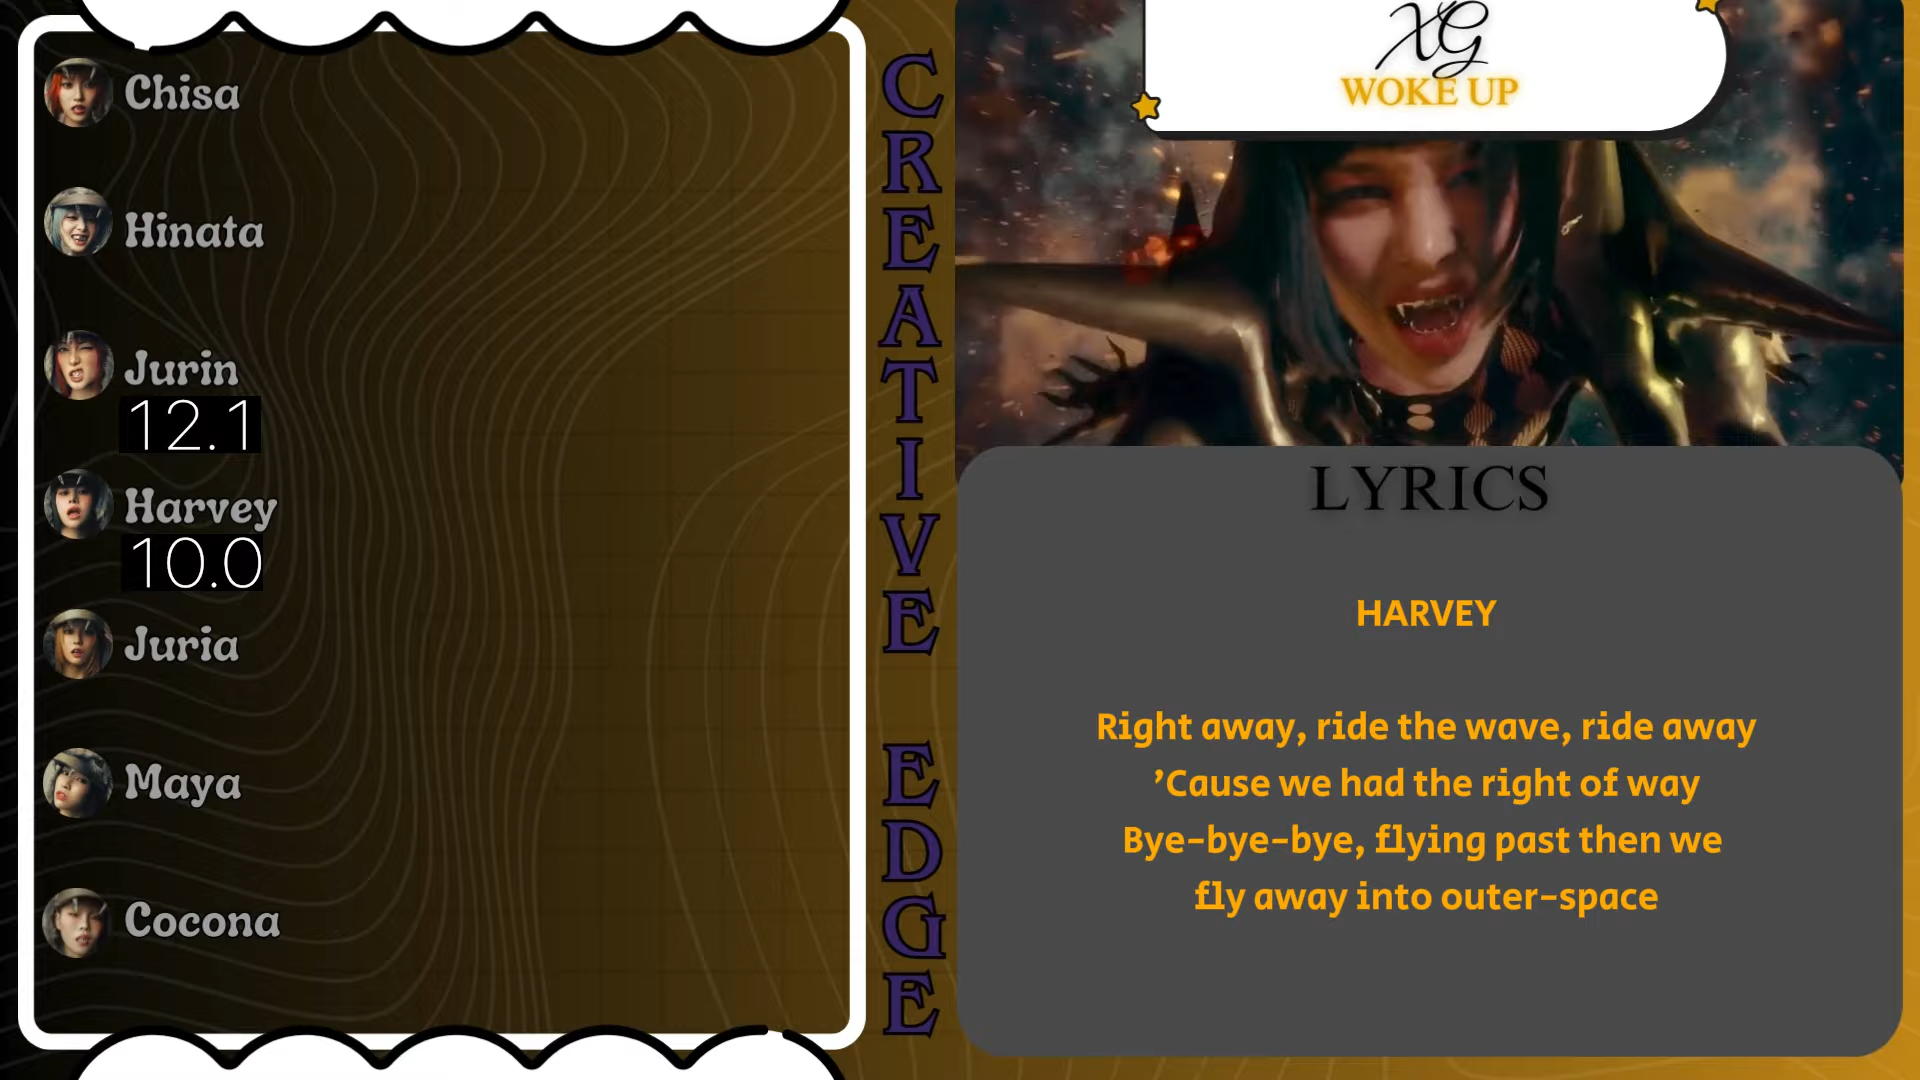 Chisa
Hinata
Jurin
12.1
Harvey
10.0
Juria
Maya
Cocona
CREATIVE EDGE
XG
WOKE UP
LYRICS
HARVEY
Right away, ride the wave, ride away
’Cause we had the right of way
Bye-bye-bye, flying past then we
fly away into outer-space